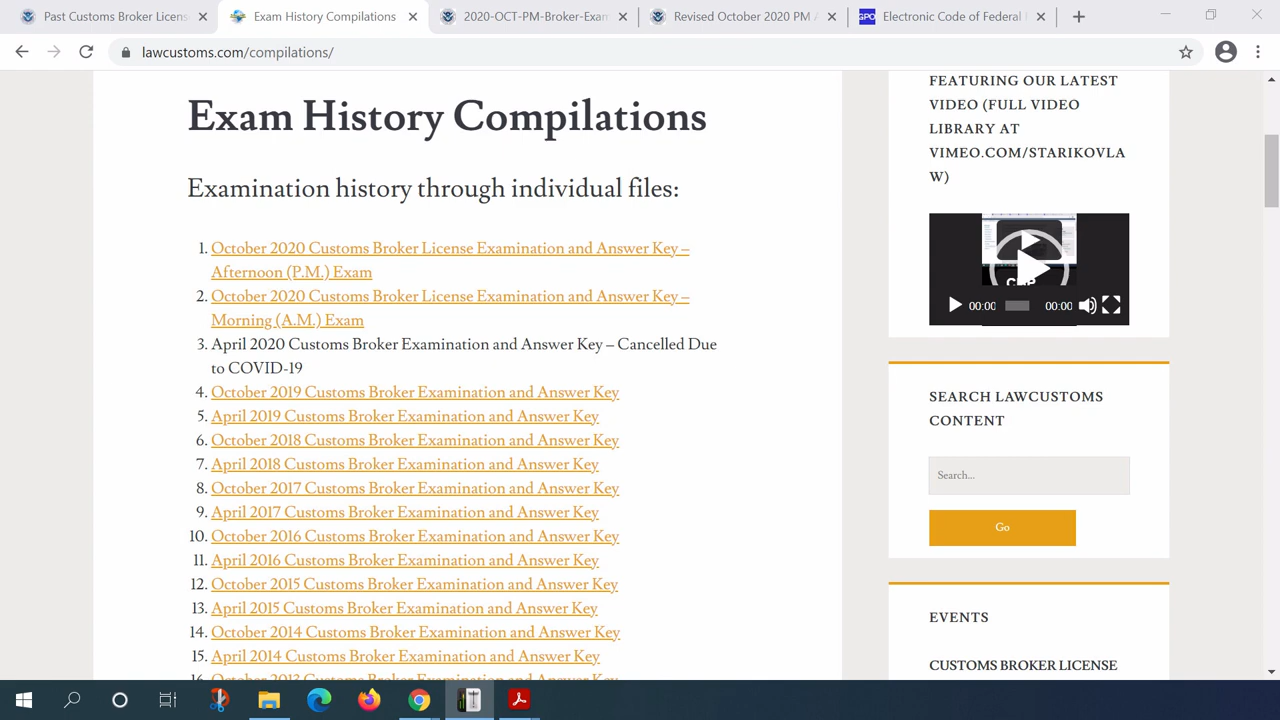 Past Customs Broker Licens
Exam History Compilations
2020-OCT-PM-Broker-Exam
Revised October 2020 PM A
GPO
Electronic Code of Federal
lawcustoms.com/compilations/
Exam History Compilations
Examination history through individual files:
1. October 2020 Customs Broker License Examination and Answer Key –
Afternoon (P.M.) Exam
2. October 2020 Customs Broker License Examination and Answer Key –
Morning (A.M.) Exam
3. April 2020 Customs Broker Examination and Answer Key – Cancelled Due
to COVID-19
4. October 2019 Customs Broker Examination and Answer Key
5. April 2019 Customs Broker Examination and Answer Key
6. October 2018 Customs Broker Examination and Answer Key
7. April 2018 Customs Broker Examination and Answer Key
8. October 2017 Customs Broker Examination and Answer Key
9. April 2017 Customs Broker Examination and Answer Key
10. October 2016 Customs Broker Examination and Answer Key
11. April 2016 Customs Broker Examination and Answer Key
12. October 2015 Customs Broker Examination and Answer Key
13. April 2015 Customs Broker Examination and Answer Key
14. October 2014 Customs Broker Examination and Answer Key
15. April 2014 Customs Broker Examination and Answer Key
16. October 2013 Customs Broker Examination and Answer Key
FEATURING OUR LATEST
VIDEO (FULL VIDEO
LIBRARY AT
VIMEO.COM/STARIKOVLA
W)
00:00
00:00
SEARCH LAWCUSTOMS
CONTENT
Search...
Go
EVENTS
CUSTOMS BROKER LICENSE